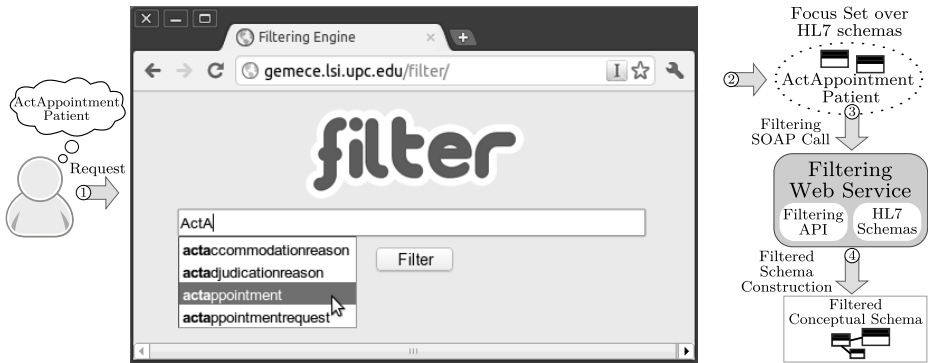 ActAppointment
Patient
Request
1
Filtering Engine
gemece.lsi.upc.edu/filter/
filter
ActA
actaccommodationreason
actadjudicationreason
actappointment
actappointmentrequest
Filter
Focus Set over
HL7 schemas
2
ActAppointment
Patient
3
Filtering
SOAP Call
Filtering
Web Service
Filtering
API
HL7
Schemas
4
Filtered
Schema
Construction
Filtered
Conceptual Schema